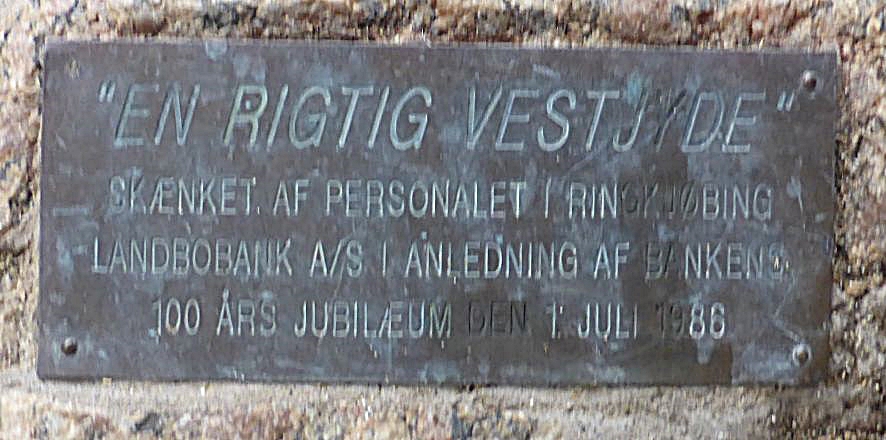 "EN RIGTIG VESTJYDE"
SKÆNKET AF PERSONALET I RINGKJØBING
LANDBOBANK A/S I ANLEDNING AF BANKENS
100 ÅRS JUBILÆUM DEN 1. JULI 1986